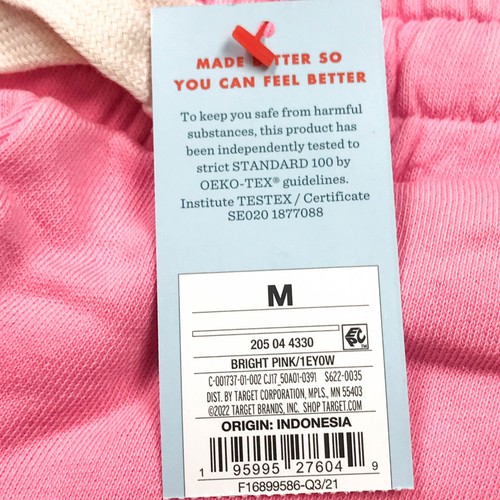 MADE BETTER SO
YOU CAN FEEL BETTER
To keep you safe from harmful
substances, this product has
been independently tested to
strict STANDARD 100 by
OEKO-TEX® guidelines.
Institute TESTEX / Certificate
SE020 1877088
M
205 04 4330
BRIGHT PINK/1EY0W
C-001737-01-002 CJ17_50A01-0391 S622-0035
DIST. BY TARGET CORPORATION, MPLS., MN 55403
©2022 TARGET BRANDS, INC. SHOP TARGET.COM
ORIGIN: INDONESIA
1 95995 27604 9
F16899586-Q3/21